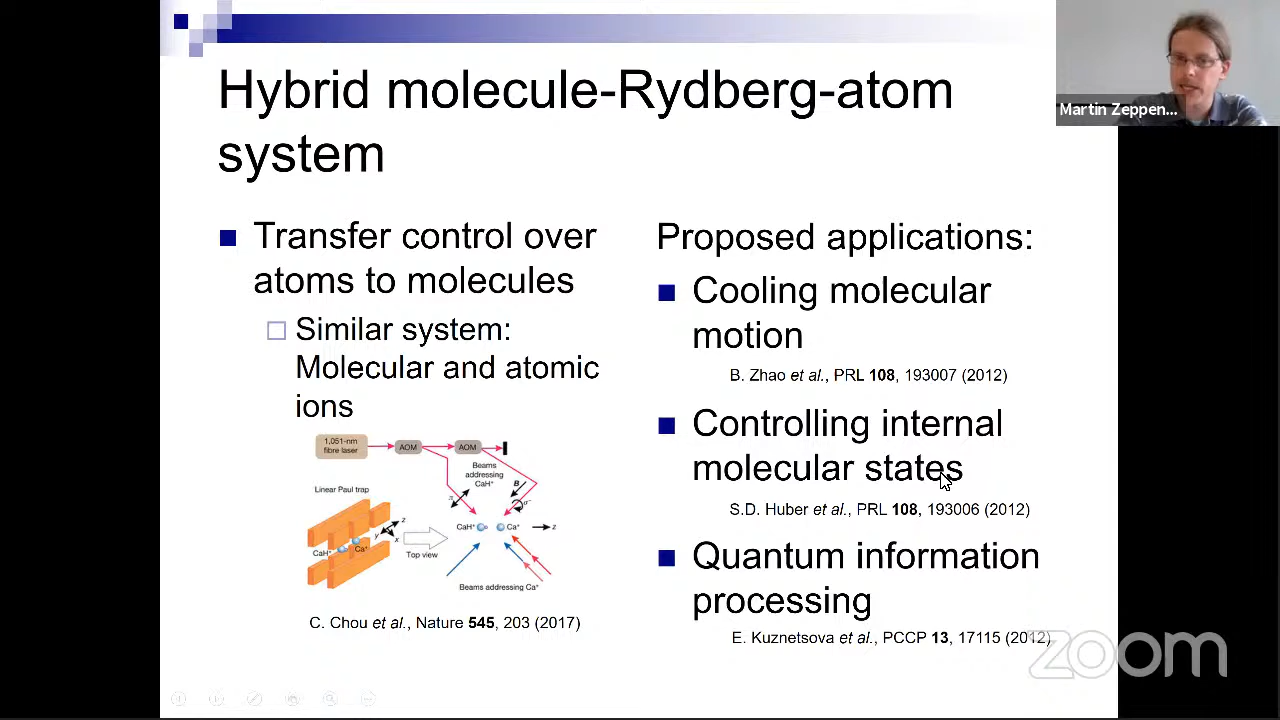 Hybrid molecule-Rydberg-atom
system
Martin Zeppen...
Transfer control over
atoms to molecules
Similar system:
Molecular and atomic
ions
1,051-nm
fibre laser
AOM
AOM
Beams
addressing
CaH⁺
B
π
σ⁻
Linear Paul trap
z
y
x
CaH⁺
Ca⁺
Top view
CaH⁺
Ca⁺
z
Beams addressing Ca⁺
C. Chou et al., Nature 545, 203 (2017)
Proposed applications:
Cooling molecular
motion
B. Zhao et al., PRL 108, 193007 (2012)
Controlling internal
molecular states
S.D. Huber et al., PRL 108, 193006 (2012)
Quantum information
processing
E. Kuznetsova et al., PCCP 13, 17115 (2012)
zoom